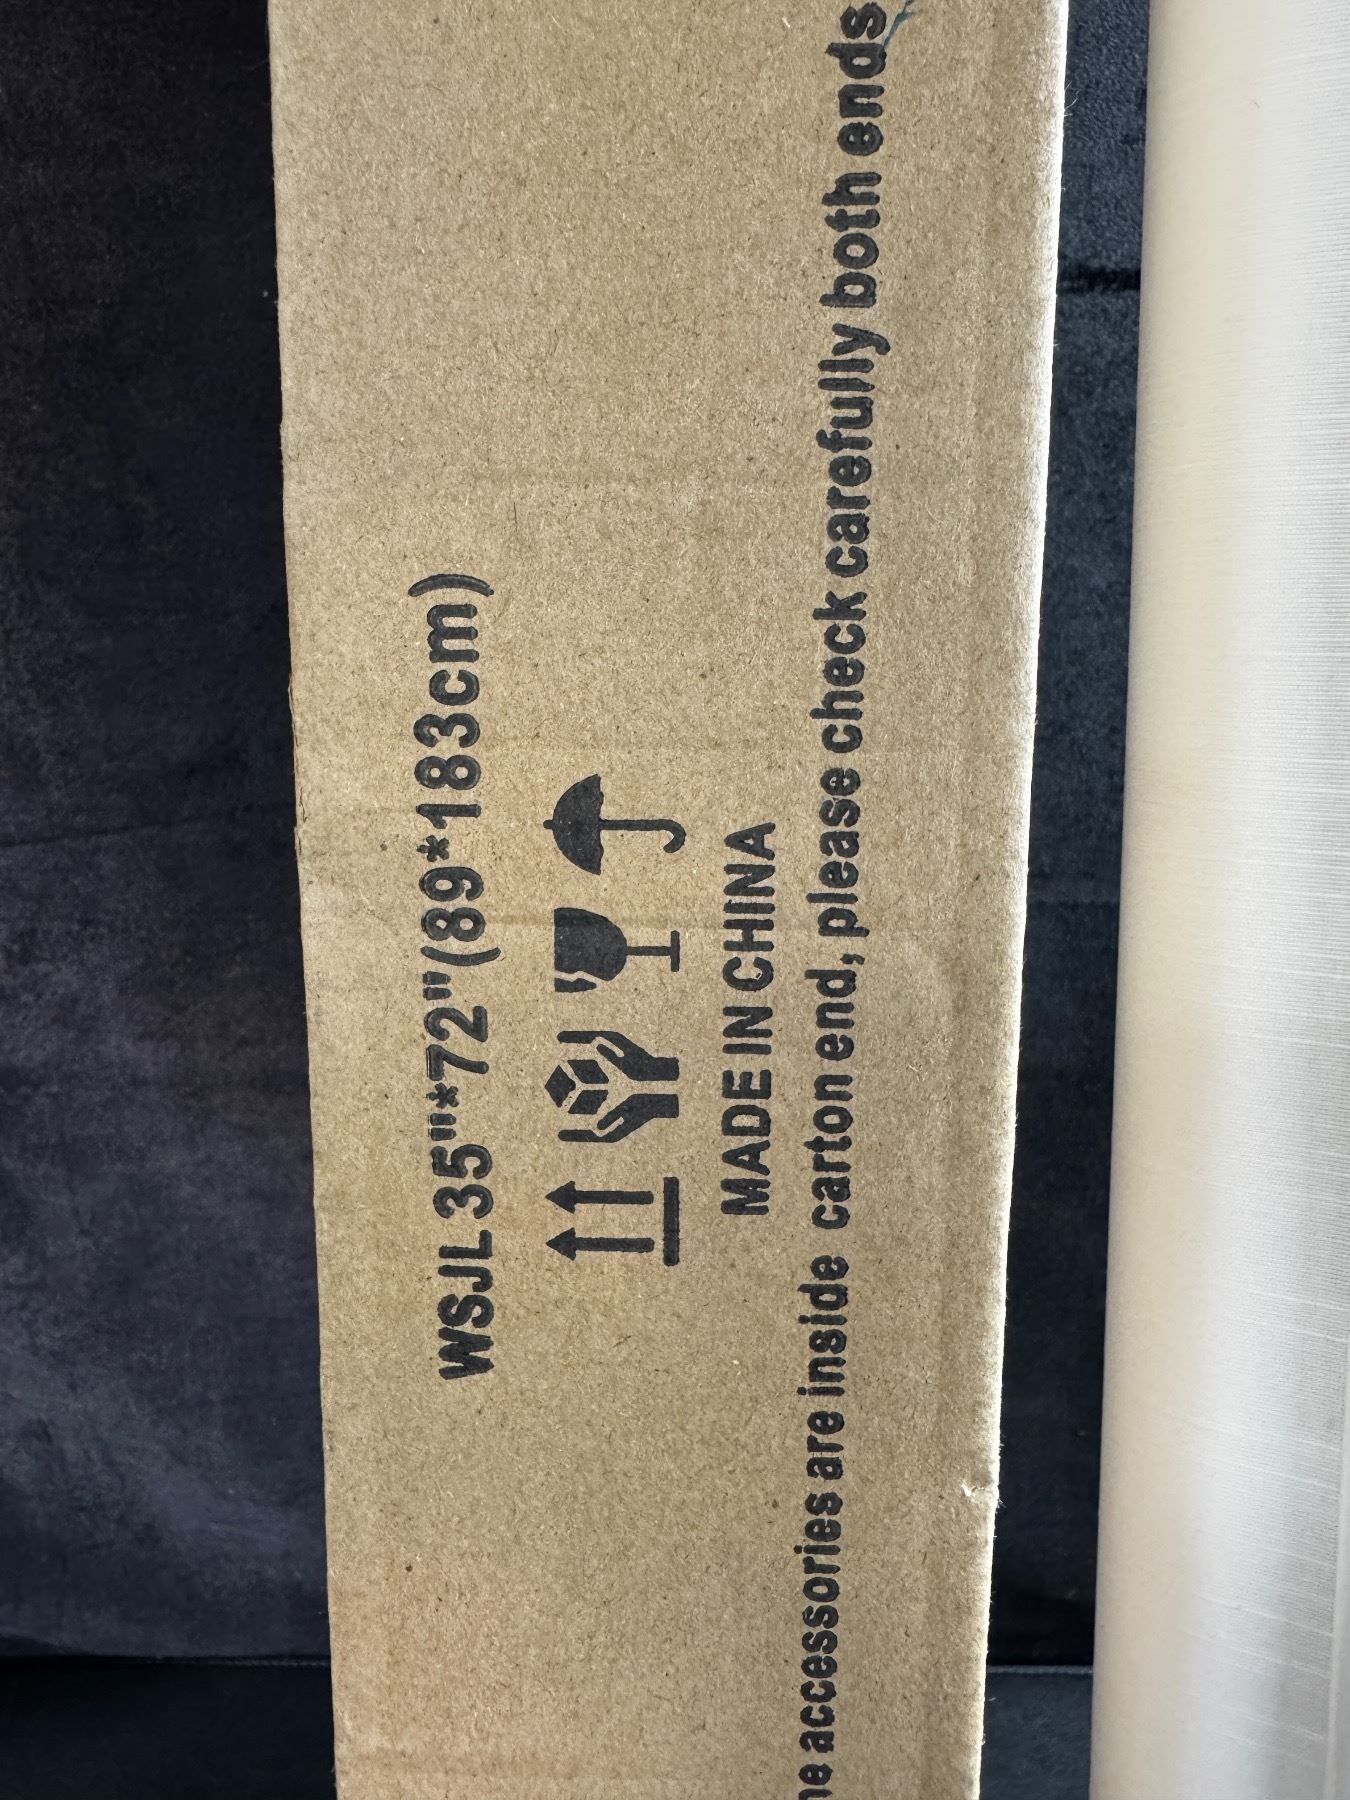 WSJL 35"*72"(89*183cm)
MADE IN CHINA
accessories are inside carton end, please check carefully both ends